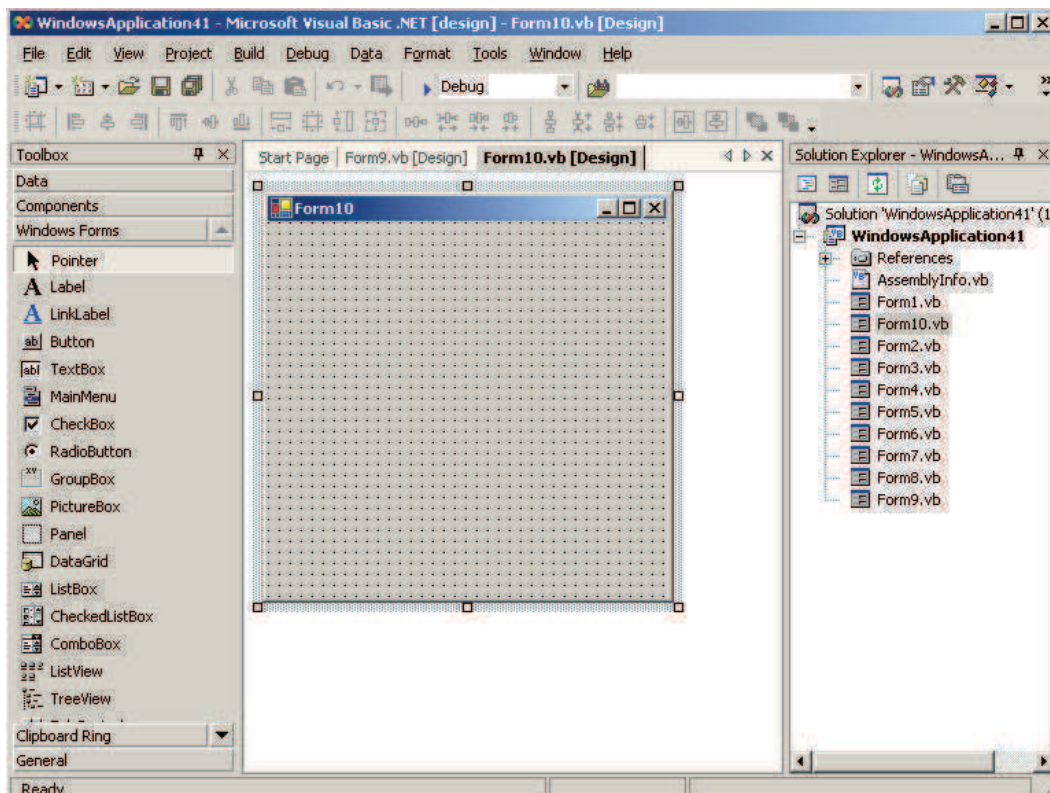 WindowsApplication41 - Microsoft Visual Basic .NET [design] - Form10.vb [Design]
File Edit View Project Build Debug Data Format Tools Window Help
Debug
Toolbox
Start Page Form9.vb [Design] Form10.vb [Design]
Solution Explorer - WindowsA...
Data
Components
Windows Forms
Pointer
Label
LinkLabel
Button
TextBox
MainMenu
CheckBox
RadioButton
GroupBox
PictureBox
Panel
DataGrid
ListBox
CheckedListBox
ComboBox
ListView
TreeView
Clipboard Ring
General
Form10
Solution 'WindowsApplication41' (1
WindowsApplication41
References
AssemblyInfo.vb
Form1.vb
Form10.vb
Form2.vb
Form3.vb
Form4.vb
Form5.vb
Form6.vb
Form7.vb
Form8.vb
Form9.vb
Ready